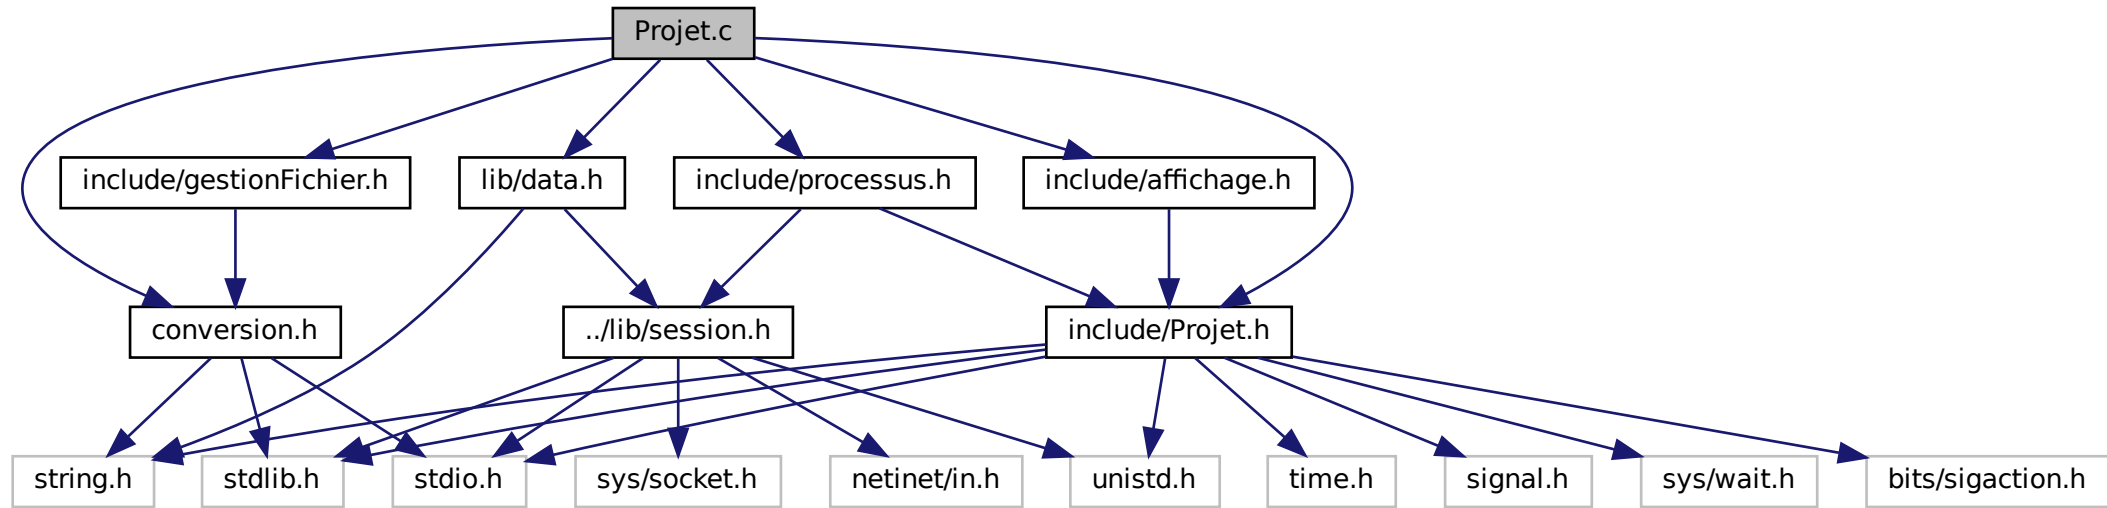 Projet.c
include/gestionFichier.h
lib/data.h
include/processus.h
include/affichage.h
conversion.h
../lib/session.h
include/Projet.h
string.h
stdlib.h
stdio.h
sys/socket.h
netinet/in.h
unistd.h
time.h
signal.h
sys/wait.h
bits/sigaction.h